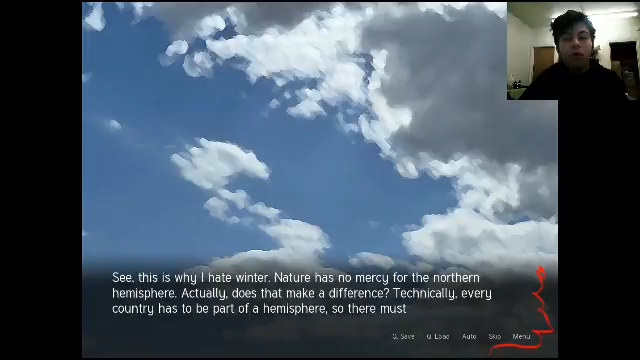 See, this is why I hate winter. Nature has no mercy for the northern
hemisphere. Actually, does that make a difference? Technically, every
country has to be part of a hemisphere, so there must
Q. Save Q. Load Auto Skip Menu